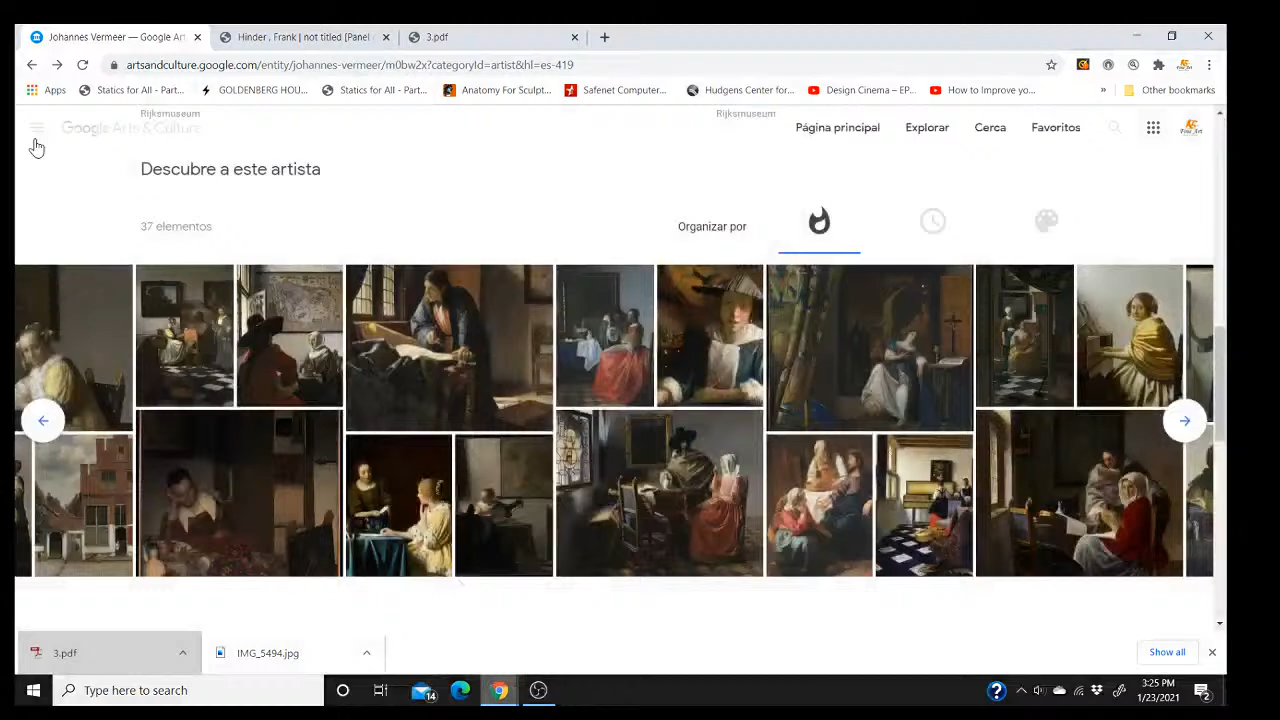 Johannes Vermeer — Google Art
Hinder , Frank | not titled [Panel
3.pdf
artsandculture.google.com/entity/johannes-vermeer/m0bw2x?categoryId=artist&hl=es-419
Apps
Statics for All - Part...
GOLDENBERG HOU...
Statics for All - Part...
Anatomy For Sculpt...
Safenet Computer...
Hudgens Center for...
Design Cinema – EP...
How to Improve yo...
»
Other bookmarks
Rijksmuseum
Rijksmuseum
Google Arts & Culture
Página principal
Explorar
Cerca
Favoritos
Descubre a este artista
37 elementos
Organizar por
3.pdf
IMG_5494.jpg
Show all
Type here to search
14
3:25 PM
1/23/2021
2